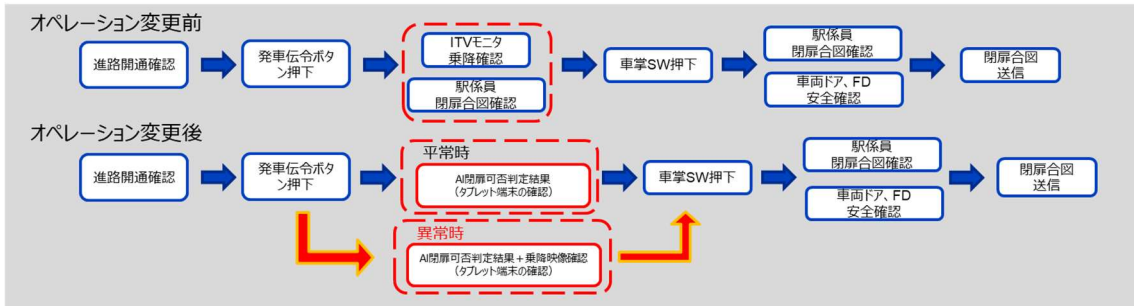 オペレーション変更前
進路開通確認
発車伝令ボタ
ン押下
ITVモニタ
乗降確認
駅係員
閉扉合図確認
車掌SW押下
駅係員
閉扉合図確認
車両ドア、FD
安全確認
閉扉合図
送信
オペレーション変更後
進路開通確認
発車伝令ボタ
ン押下
平常時
AI閉扉可否判定結果
(タブレット端末の確認)
異常時
AI閉扉可否判定結果+乗降映像確認
(タブレット端末の確認)
車掌SW押下
駅係員
閉扉合図確認
車両ドア、FD
安全確認
閉扉合図
送信